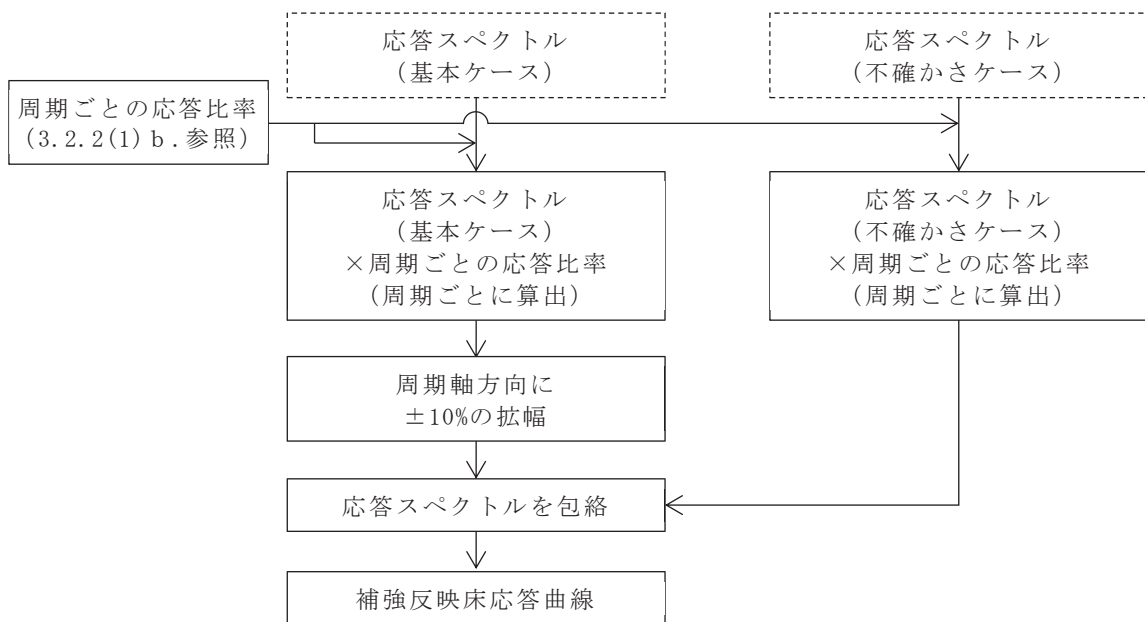 応答スペクトル
(基本ケース)
応答スペクトル
(不確かさケース)
周期ごとの応答比率
(3.2.2(1)ｂ.参照)
応答スペクトル
(基本ケース)
×周期ごとの応答比率
(周期ごとに算出)
応答スペクトル
(不確かさケース)
×周期ごとの応答比率
(周期ごとに算出)
周期軸方向に
±10%の拡幅
応答スペクトルを包絡
補強反映床応答曲線